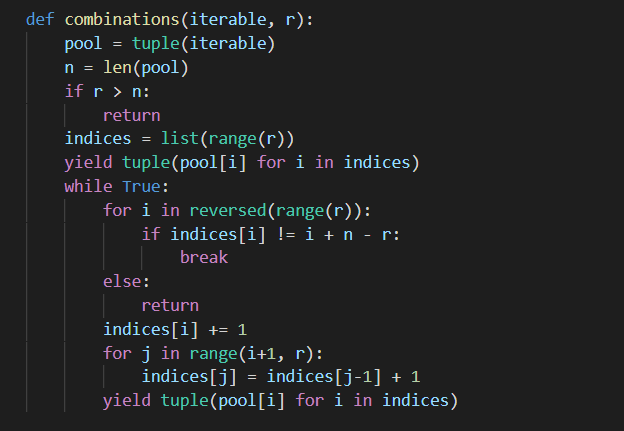 def combinations(iterable, r):
    pool = tuple(iterable)
    n = len(pool)
    if r > n:
        return
    indices = list(range(r))
    yield tuple(pool[i] for i in indices)
    while True:
        for i in reversed(range(r)):
            if indices[i] != i + n - r:
                break
        else:
            return
        indices[i] += 1
        for j in range(i+1, r):
            indices[j] = indices[j-1] + 1
        yield tuple(pool[i] for i in indices)